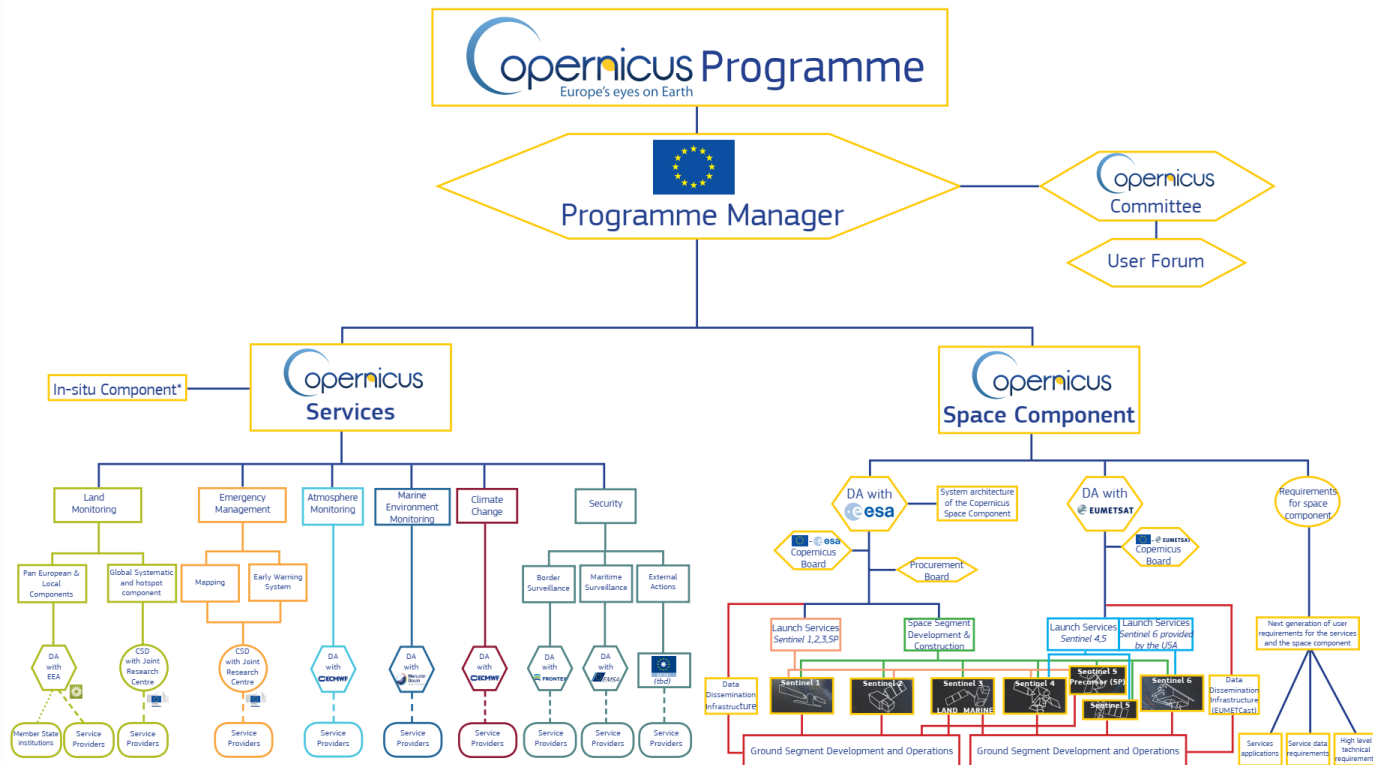 Copernicus Programme
Europe's eyes on Earth
Programme Manager
Copernicus
Committee
User Forum
In-situ Component*
Copernicus
Services
Copernicus
Space Component
Land
Monitoring
Emergency
Management
Atmosphere
Monitoring
Marine
Environment
Monitoring
Climate
Change
Security
Pan European &
Local
Components
Global Systematic
and hotspot
component
Mapping
Early Warning
System
Border
Surveillance
Maritime
Surveillance
External
Actions
DA
with
EEA
CSD
with Joint
Research
Centre
CSD
with Joint
Research
Centre
DA
with
ECMWF
DA
with
Mercator
Ocean
DA
with
ECMWF
DA
with
FRONTEX
DA
with
EMSA
(tbd)
Member State
Institutions
Service
Providers
Service
Providers
Service
Providers
Service
Providers
Service
Providers
Service
Providers
Service
Providers
Service
Providers
Service
Providers
DA with
esa
System architecture
of the Copernicus
Space Component
DA with
EUMETSAT
Requirements
for space
component
- esa
Copernicus
Board
Procurement
Board
- EUMETSAT
Copernicus
Board
Launch Services
Sentinel 1,2,3,5P
Space Segment
Development &
Construction
Launch Services
Sentinel 4,5
Launch Services
Sentinel 6 provided
by the USA
Next generation of user
requirements for the services
and the space component
Data
Dissemination
Infrastructure
Sentinel 1
Sentinel 2
Sentinel 3
LAND MARINE
Sentinel 4
Sentinel 5
Precursor (5P)
Sentinel 5
Sentinel 6
Data
Dissemination
Infrastructure
(EUMETCast)
Ground Segment Development and Operations
Ground Segment Development and Operations
Services
applications
Service data
requirements
High level
technical
requirements